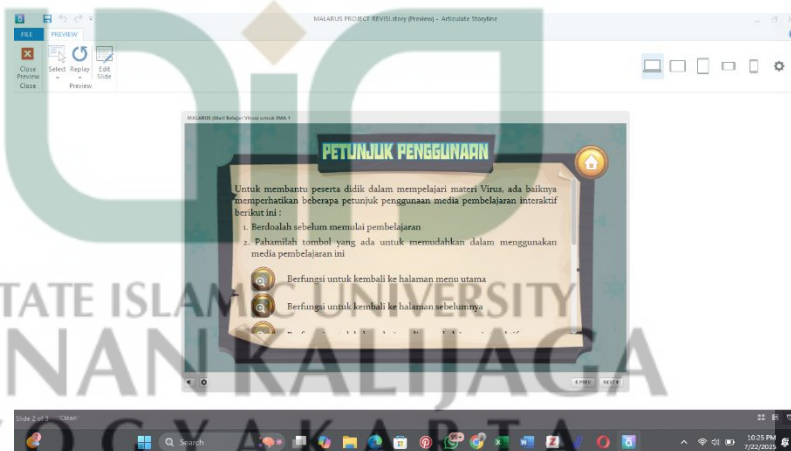 MALARUS PROJECT REVISI.story (Preview) - Articulate Storyline
FILE PREVIEW
Close Preview
Select
Replay
Edit Slide
Close
Preview
MALARUS (Mari Belajar Virus) untuk SMA 1
PETUNJUK PENGGUNAAN
Untuk membantu peserta didik dalam mempelajari materi Virus, ada baiknya
memperhatikan beberapa petunjuk penggunaan media pembelajaran interaktif
berikut ini :
1. Berdoalah sebelum memulai pembelajaran
2. Pahamilah tombol yang ada untuk memudahkan dalam menggunakan
media pembelajaran ini
Berfungsi untuk kembali ke halaman menu utama
Berfungsi untuk kembali ke halaman sebelumnya
STATE ISLAMIC UNIVERSITY
SUNAN KALIJAGA
YOGYAKARTA
< PREV NEXT >
Slide 2 of 3 "Clean"
Search
10:25 PM
7/22/2025